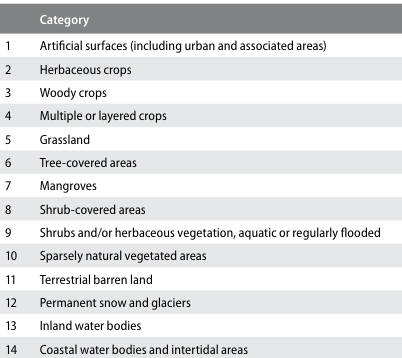 Category
1 Artificial surfaces (including urban and associated areas)
2 Herbaceous crops
3 Woody crops
4 Multiple or layered crops
5 Grassland
6 Tree-covered areas
7 Mangroves
8 Shrub-covered areas
9 Shrubs and/or herbaceous vegetation, aquatic or regularly flooded
10 Sparsely natural vegetated areas
11 Terrestrial barren land
12 Permanent snow and glaciers
13 Inland water bodies
14 Coastal water bodies and intertidal areas